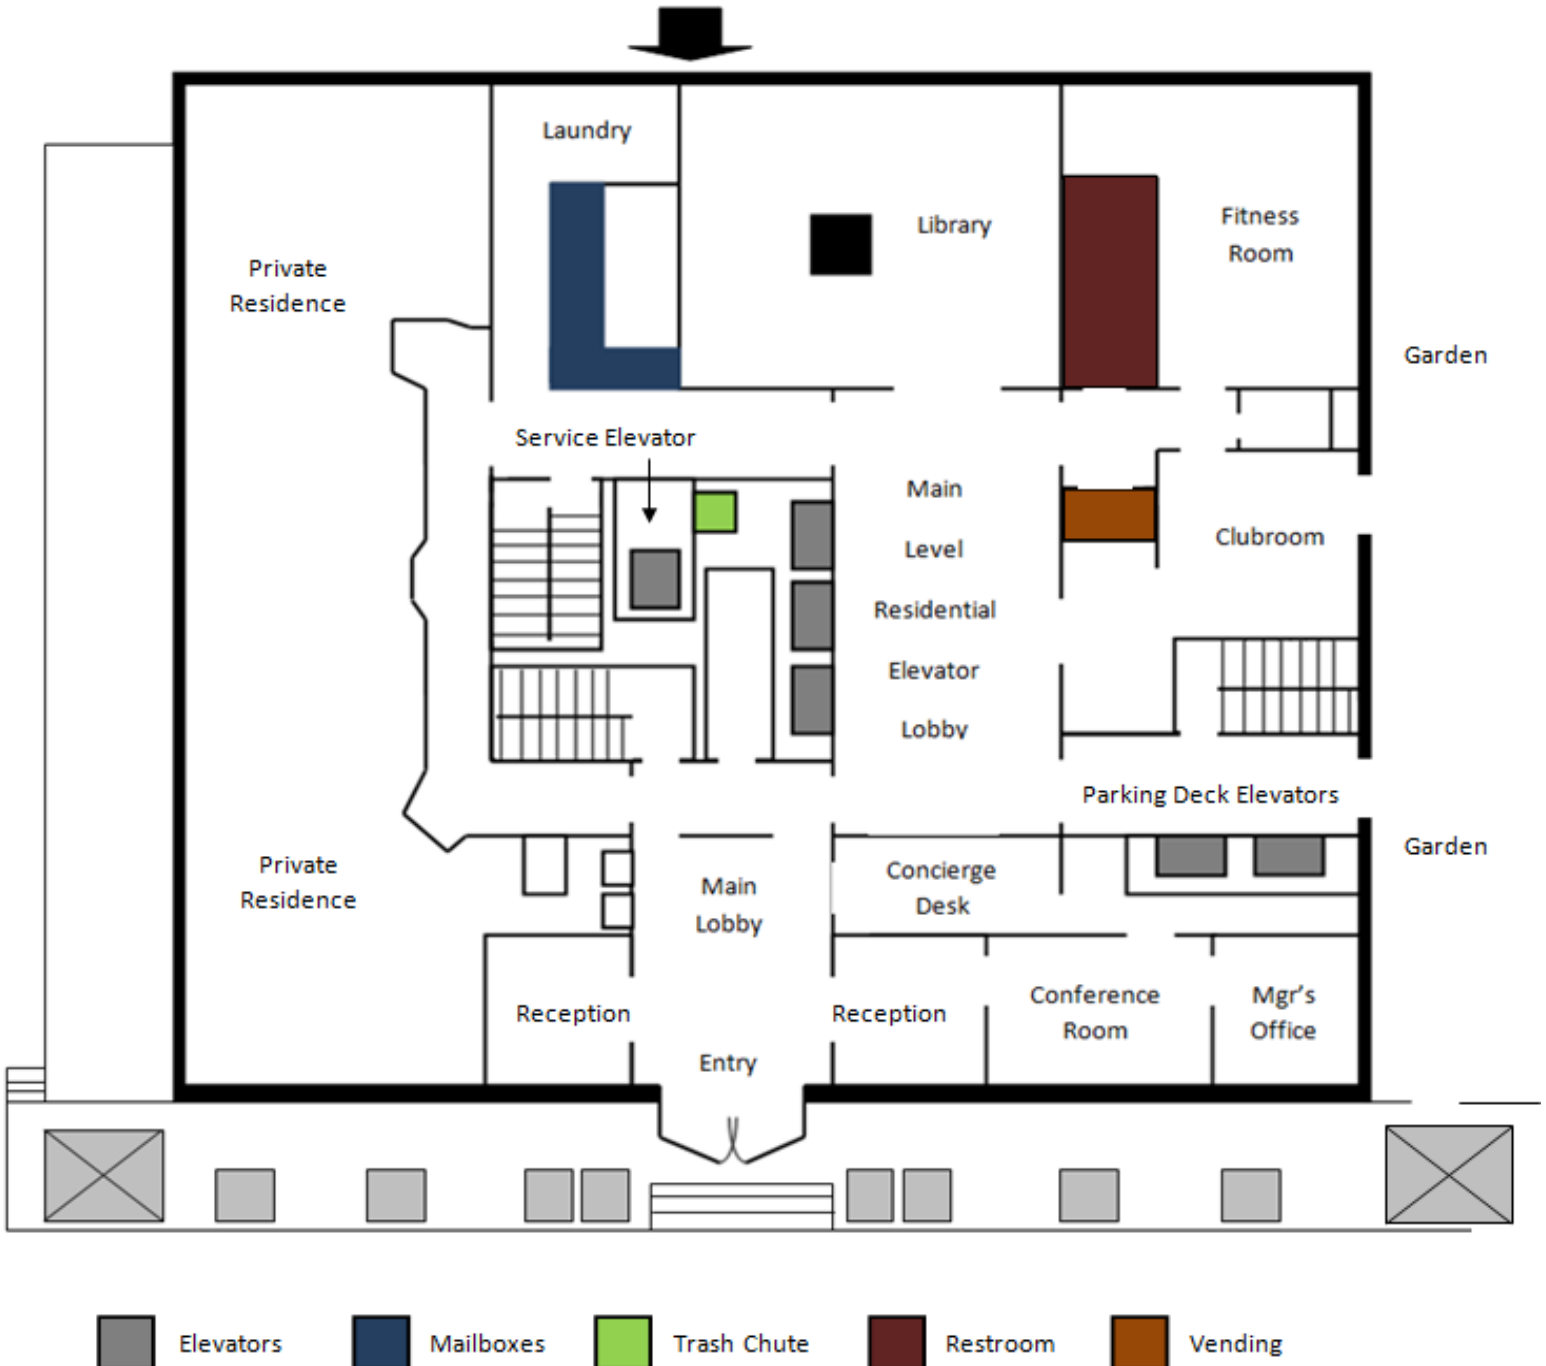 Laundry
Library
Fitness
Room
Private
Residence
Garden
Service Elevator
Main
Level
Residential
Elevator
Lobby
Clubroom
Parking Deck Elevators
Garden
Private
Residence
Main
Lobby
Concierge
Desk
Reception
Reception
Conference
Room
Mgr's
Office
Entry
Elevators
Mailboxes
Trash Chute
Restroom
Vending